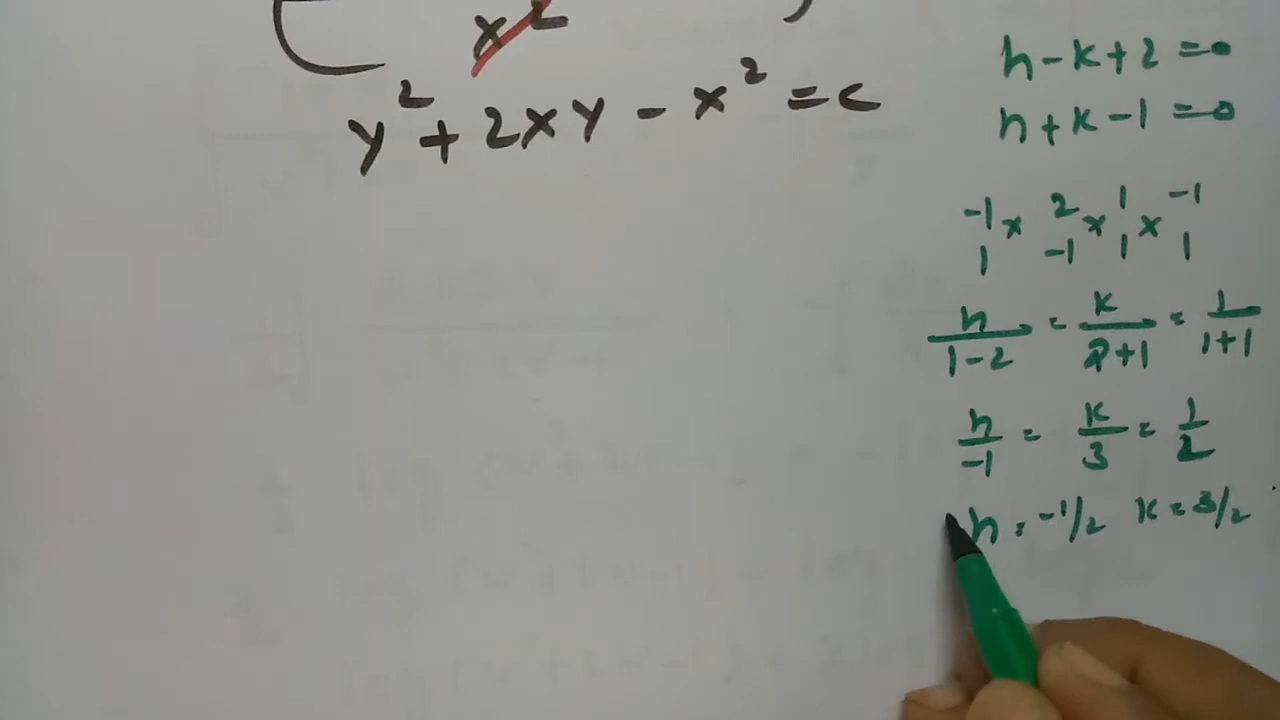 x²
y² + 2xy - x² = c
h - k + 2 = 0
h + k - 1 = 0
-1 x 2 x 1 x -1
1 -1 1 1
h/(1-2) = k/(2+1) = 1/(1+1)
h/-1 = k/3 = 1/2
h = -1/2 k = 3/2